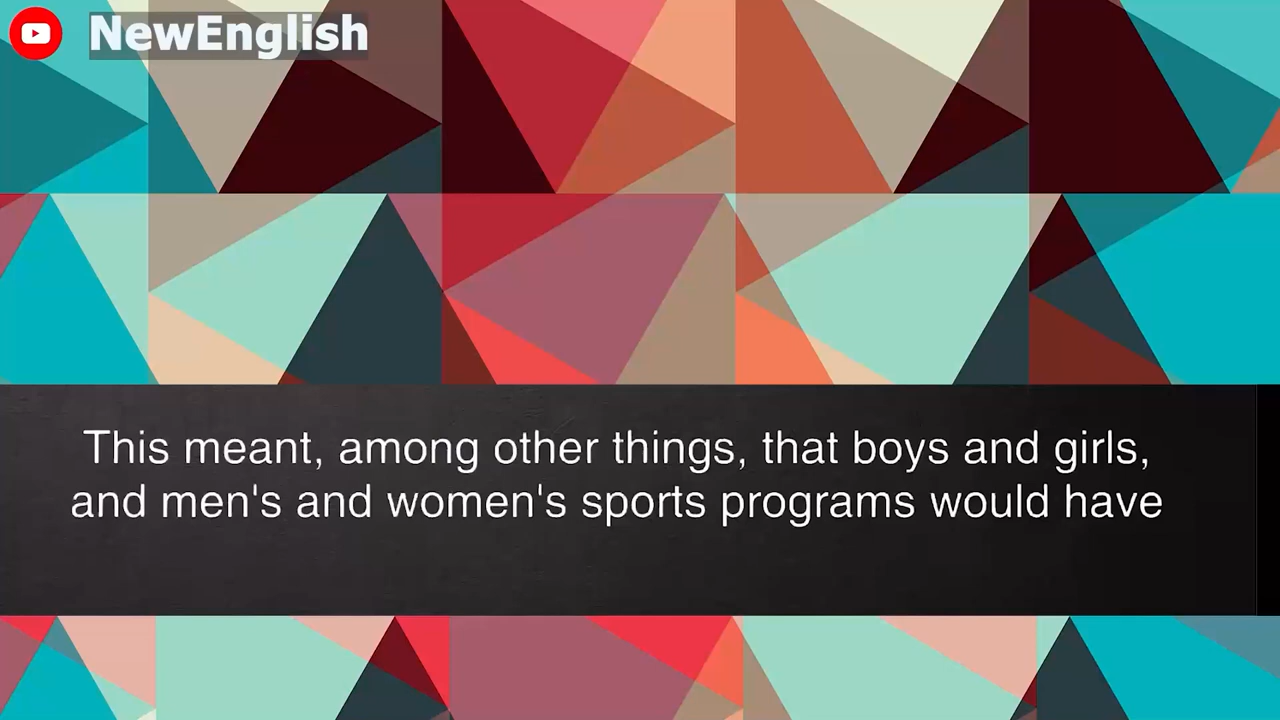 NewEnglish
This meant, among other things, that boys and girls,
and men's and women's sports programs would have